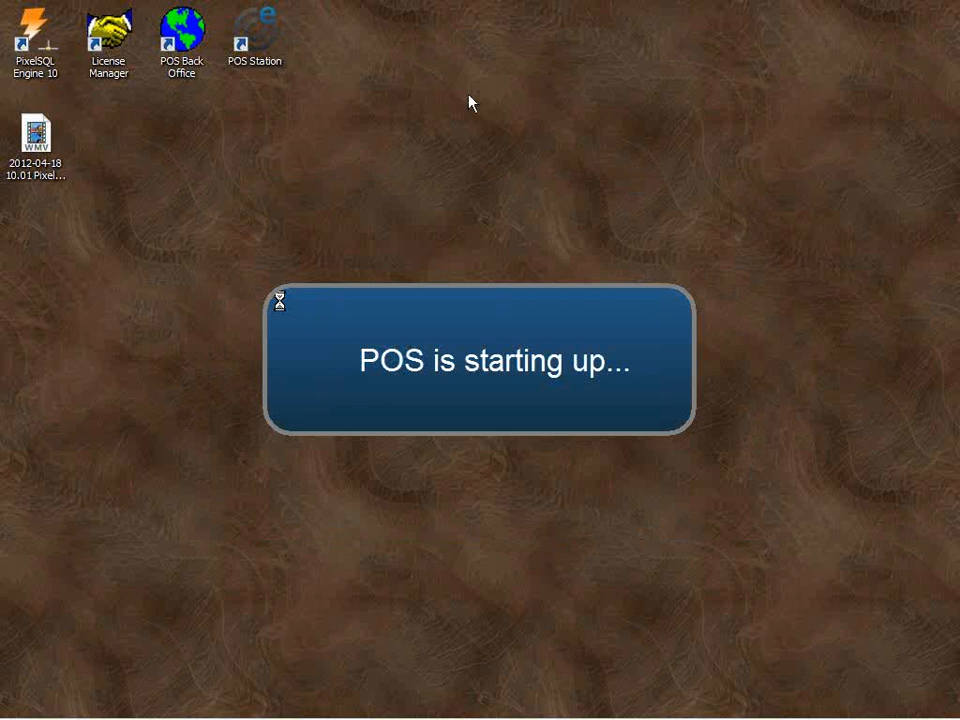 PixelSQL
Engine 10
License
Manager
POS Back
Office
POS Station
WMV
2012-04-18
10.01 Pixel...
POS is starting up...